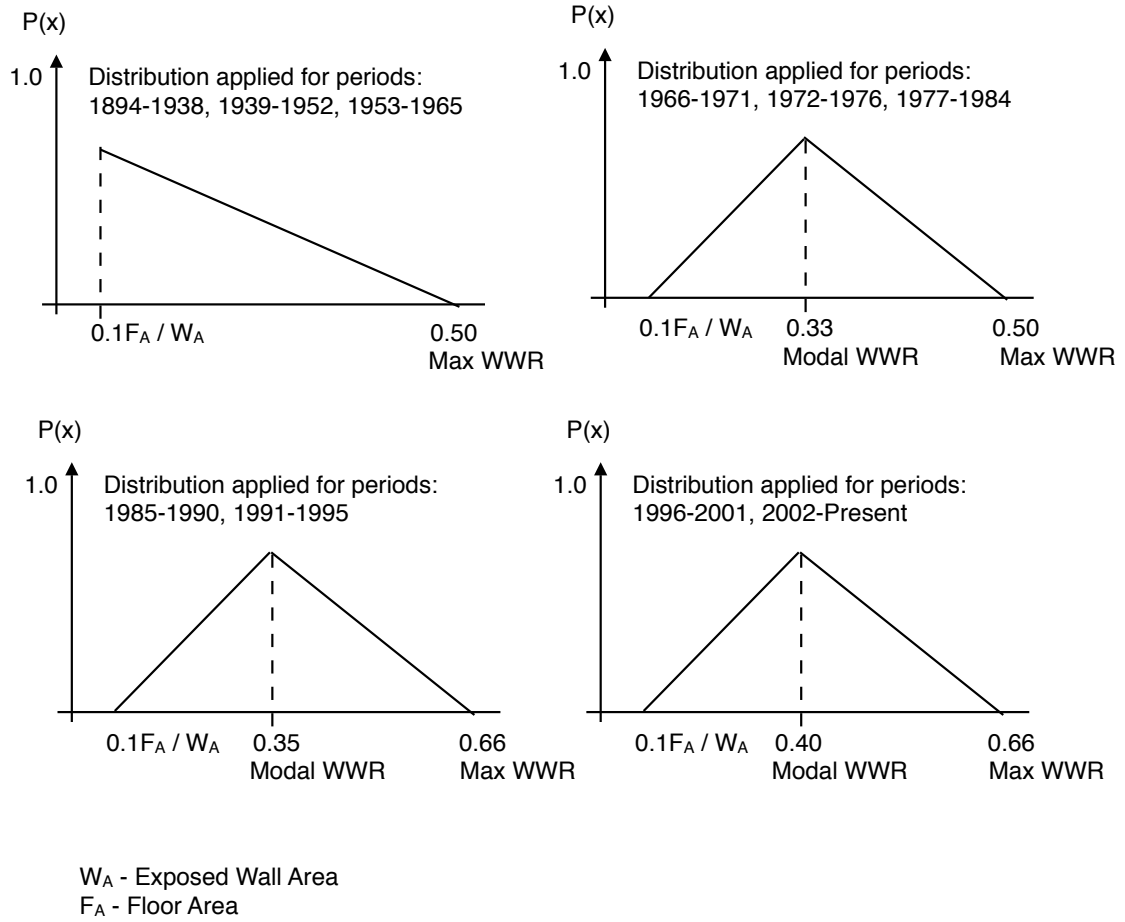 P(x)
1.0
Distribution applied for periods:
1894-1938, 1939-1952, 1953-1965
0.1FA / WA
0.50
Max WWR
P(x)
1.0
Distribution applied for periods:
1966-1971, 1972-1976, 1977-1984
0.1FA / WA
0.33
Modal WWR
0.50
Max WWR
P(x)
1.0
Distribution applied for periods:
1985-1990, 1991-1995
0.1FA / WA
0.35
Modal WWR
0.66
Max WWR
P(x)
1.0
Distribution applied for periods:
1996-2001, 2002-Present
0.1FA / WA
0.40
Modal WWR
0.66
Max WWR
WA - Exposed Wall Area
FA - Floor Area